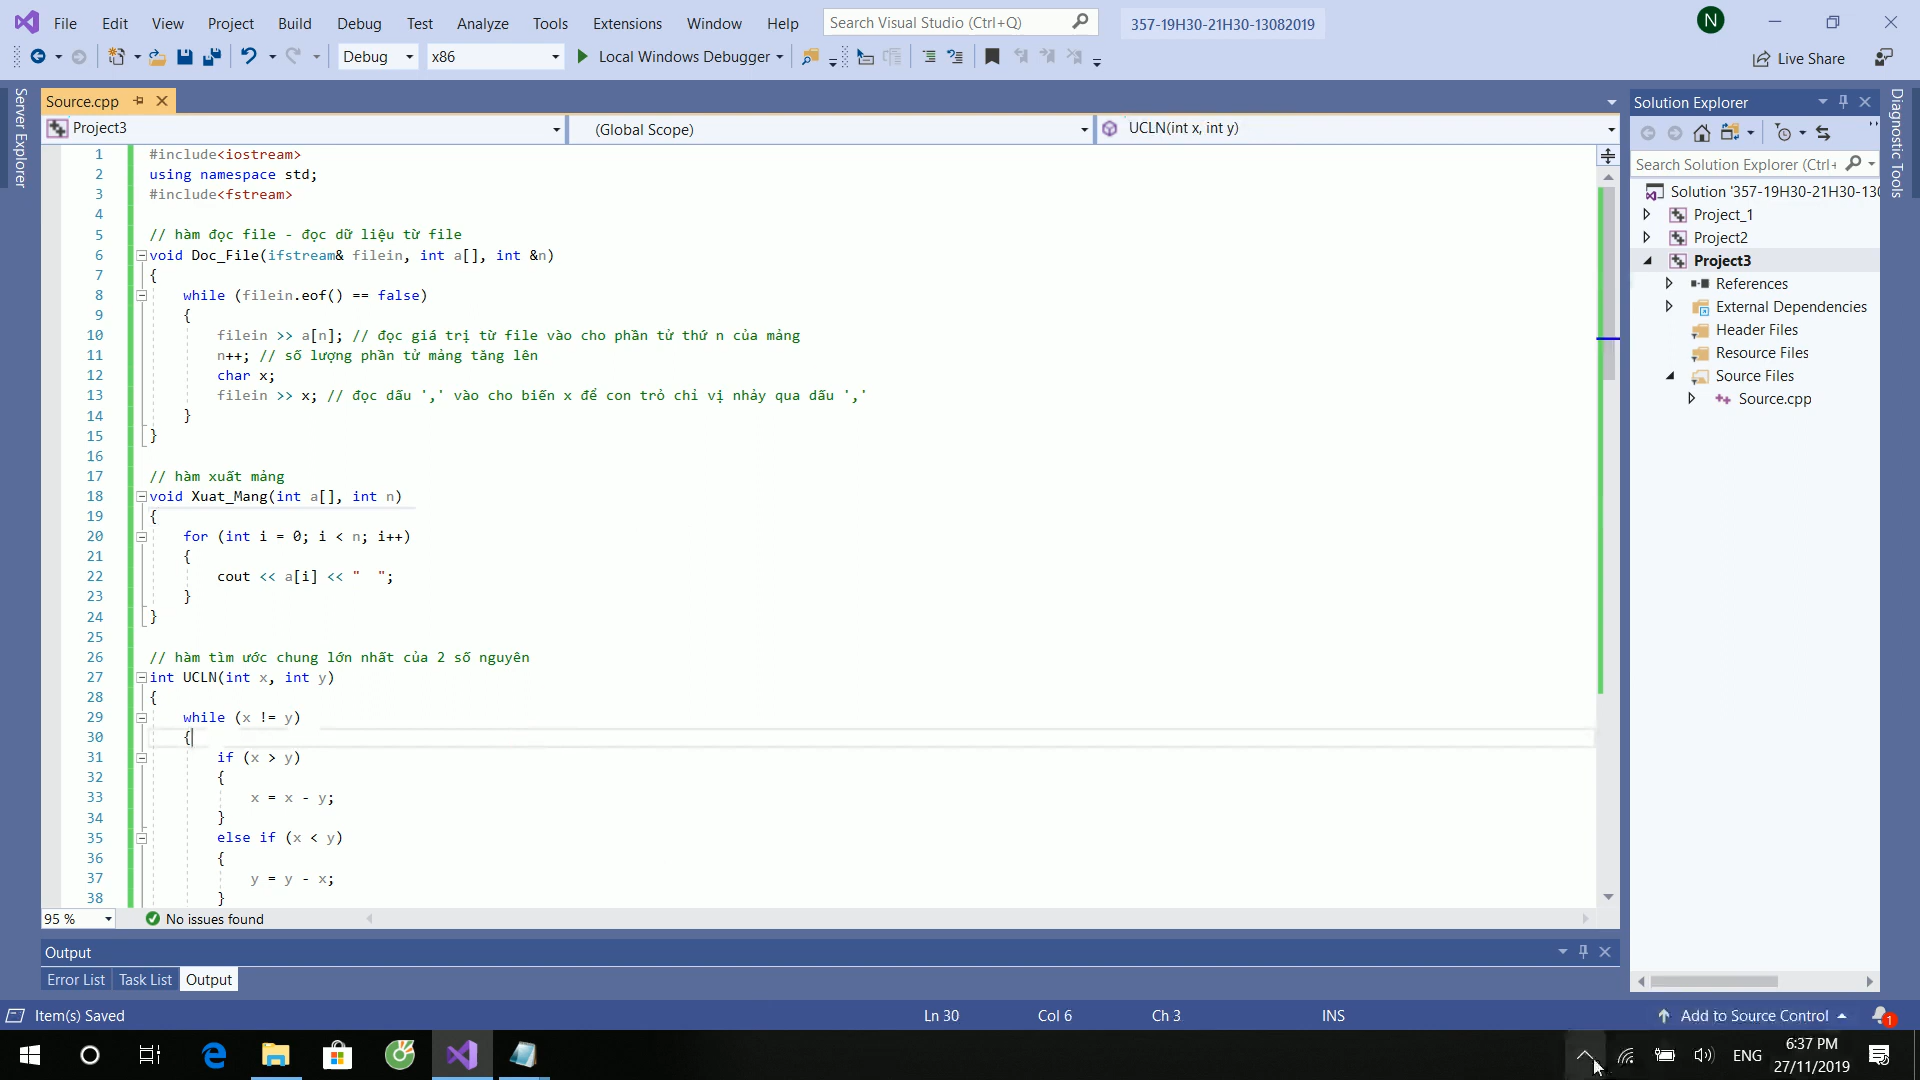 File Edit View Project Build Debug Test Analyze Tools Extensions Window Help Search Visual Studio (Ctrl+Q) 357-19H30-21H30-13082019 N
Debug x86 Local Windows Debugger Live Share
Server Explorer
Source.cpp
Project3 (Global Scope) UCLN(int x, int y)
1 #include<iostream>
2 using namespace std;
3 #include<fstream>
4
5 // hàm đọc file - đọc dữ liệu từ file
6 void Doc_File(ifstream& filein, int a[], int &n)
7 {
8 while (filein.eof() == false)
9 {
10 filein >> a[n]; // đọc giá trị từ file vào cho phần tử thứ n của mảng
11 n++; // số lượng phần tử mảng tăng lên
12 char x;
13 filein >> x; // đọc dấu ',' vào cho biến x để con trỏ chỉ vị nhảy qua dấu ','
14 }
15 }
16
17 // hàm xuất mảng
18 void Xuat_Mang(int a[], int n)
19 {
20 for (int i = 0; i < n; i++)
21 {
22 cout << a[i] << "  ";
23 }
24 }
25
26 // hàm tìm ước chung lớn nhất của 2 số nguyên
27 int UCLN(int x, int y)
28 {
29 while (x != y)
30 {
31 if (x > y)
32 {
33 x = x - y;
34 }
35 else if (x < y)
36 {
37 y = y - x;
38 }
95 % No issues found
Output
Error List Task List Output
Solution Explorer
Search Solution Explorer (Ctrl+
Solution '357-19H30-21H30-130
Project_1
Project2
Project3
References
External Dependencies
Header Files
Resource Files
Source Files
Source.cpp
Diagnostic Tools
Item(s) Saved Ln 30 Col 6 Ch 3 INS Add to Source Control 1
ENG 6:37 PM
27/11/2019